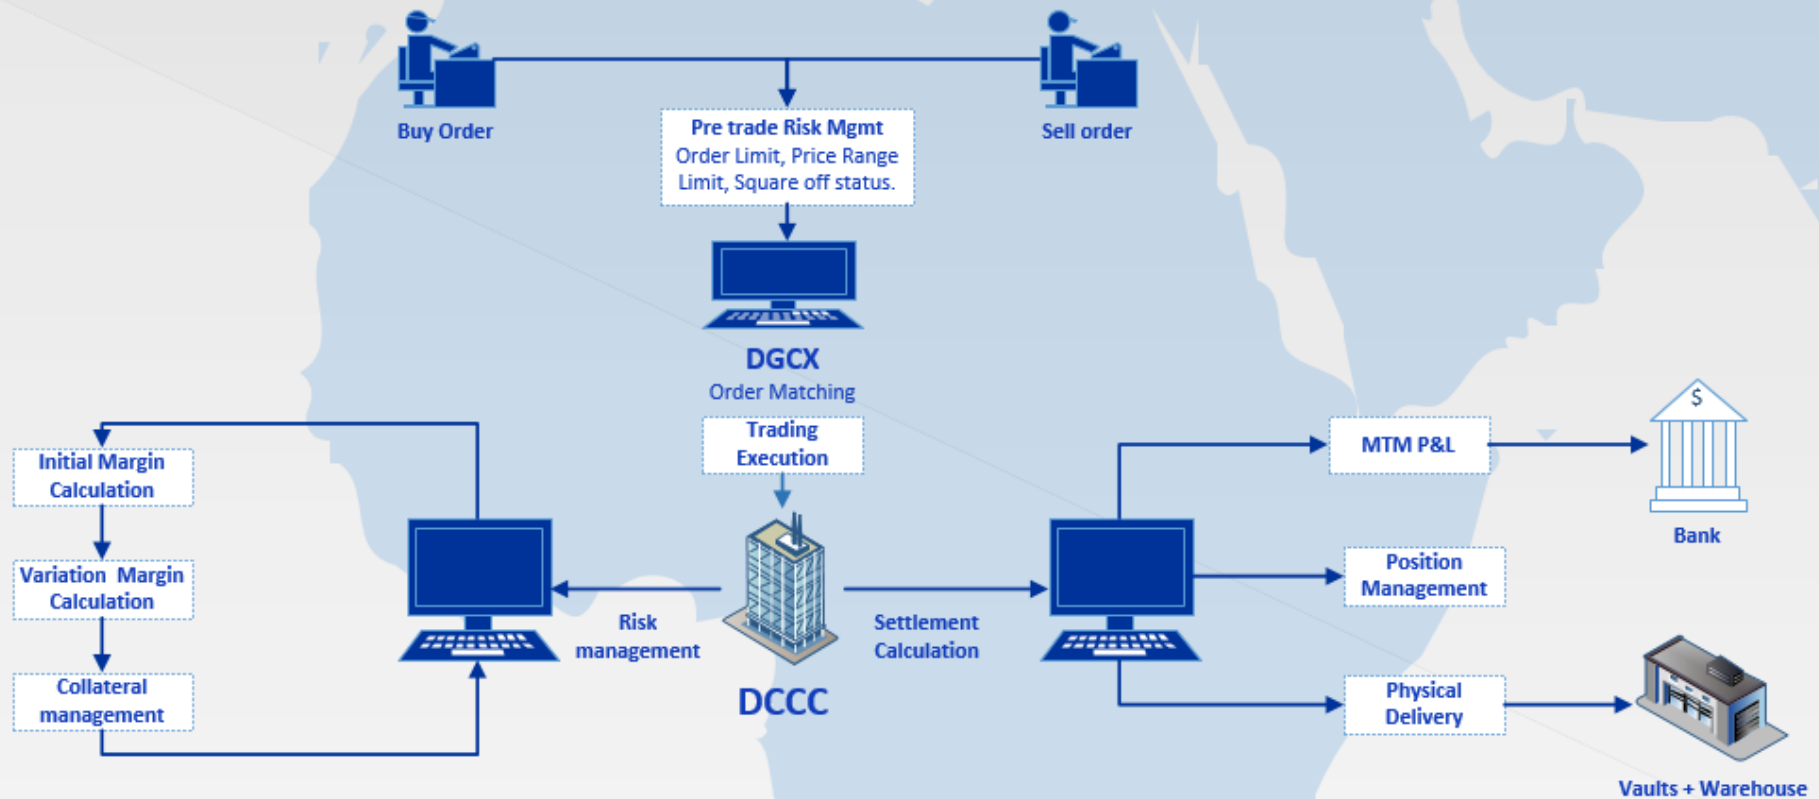 Buy Order
Sell order
Pre trade Risk Mgmt
Order Limit, Price Range
Limit, Square off status.
DGCX
Order Matching
Trading
Execution
Initial Margin
Calculation
Variation Margin
Calculation
Collateral
management
Risk
management
DCCC
Settlement
Calculation
MTM P&L
$
Bank
Position
Management
Physical
Delivery
Vaults + Warehouse